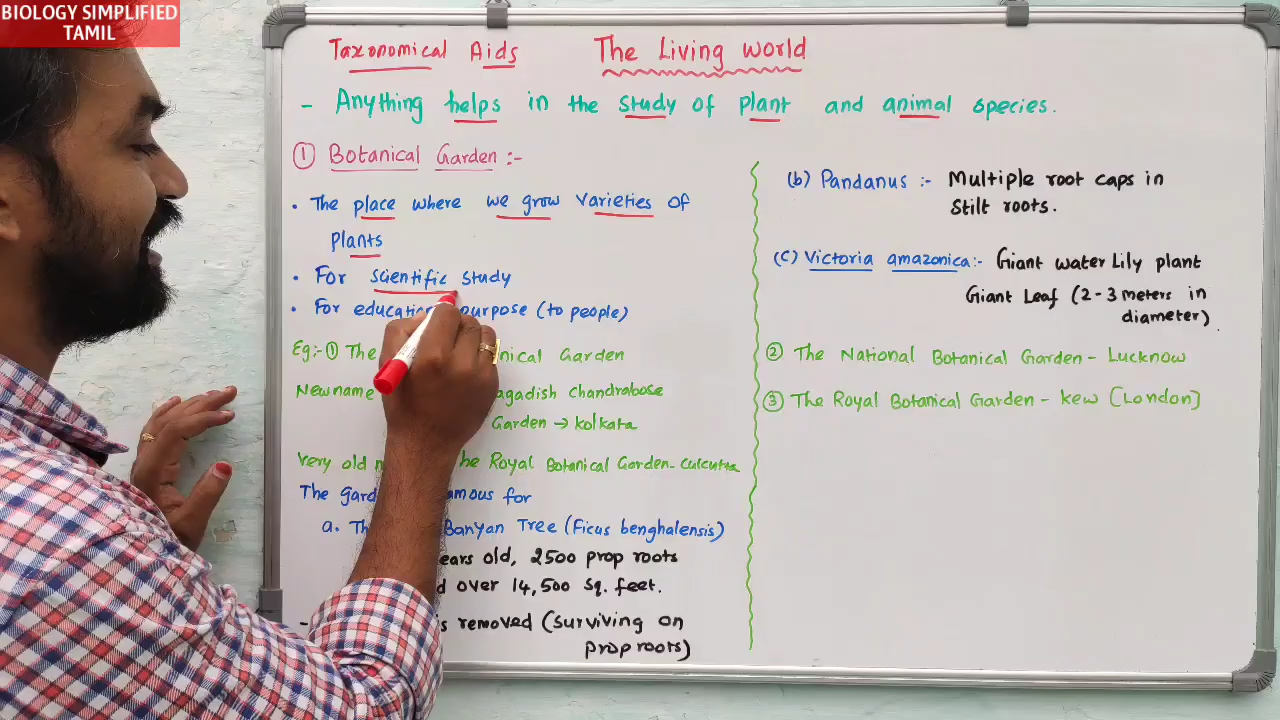 BIOLOGY SIMPLIFIED
TAMIL
Taxonomical Aids The Living world
- Anything helps in the study of plant and animal species.
① Botanical Garden :-
• The place where we grow varieties of
plants
• For scientific study
• For education purpose (to people)
Eg:- ① The Garden
New name agadish Chandrabose
Garden → kolkata
Very old he Royal Botanical Garden - Culcutta
The gard amous for
a. Th Banyan Tree (Ficus benghalensis)
ears old, 2500 prop roots
d over 14,500 sq. feet.
- s removed (surviving on
prop roots)
(b) Pandanus :- Multiple root caps in
stilt roots.
(c) Victoria amazonica :- Giant water Lily plant
Giant Leaf (2-3 meters in
diameter)
② The National Botanical Garden - Lucknow
③ The Royal Botanical Garden - kew [London]